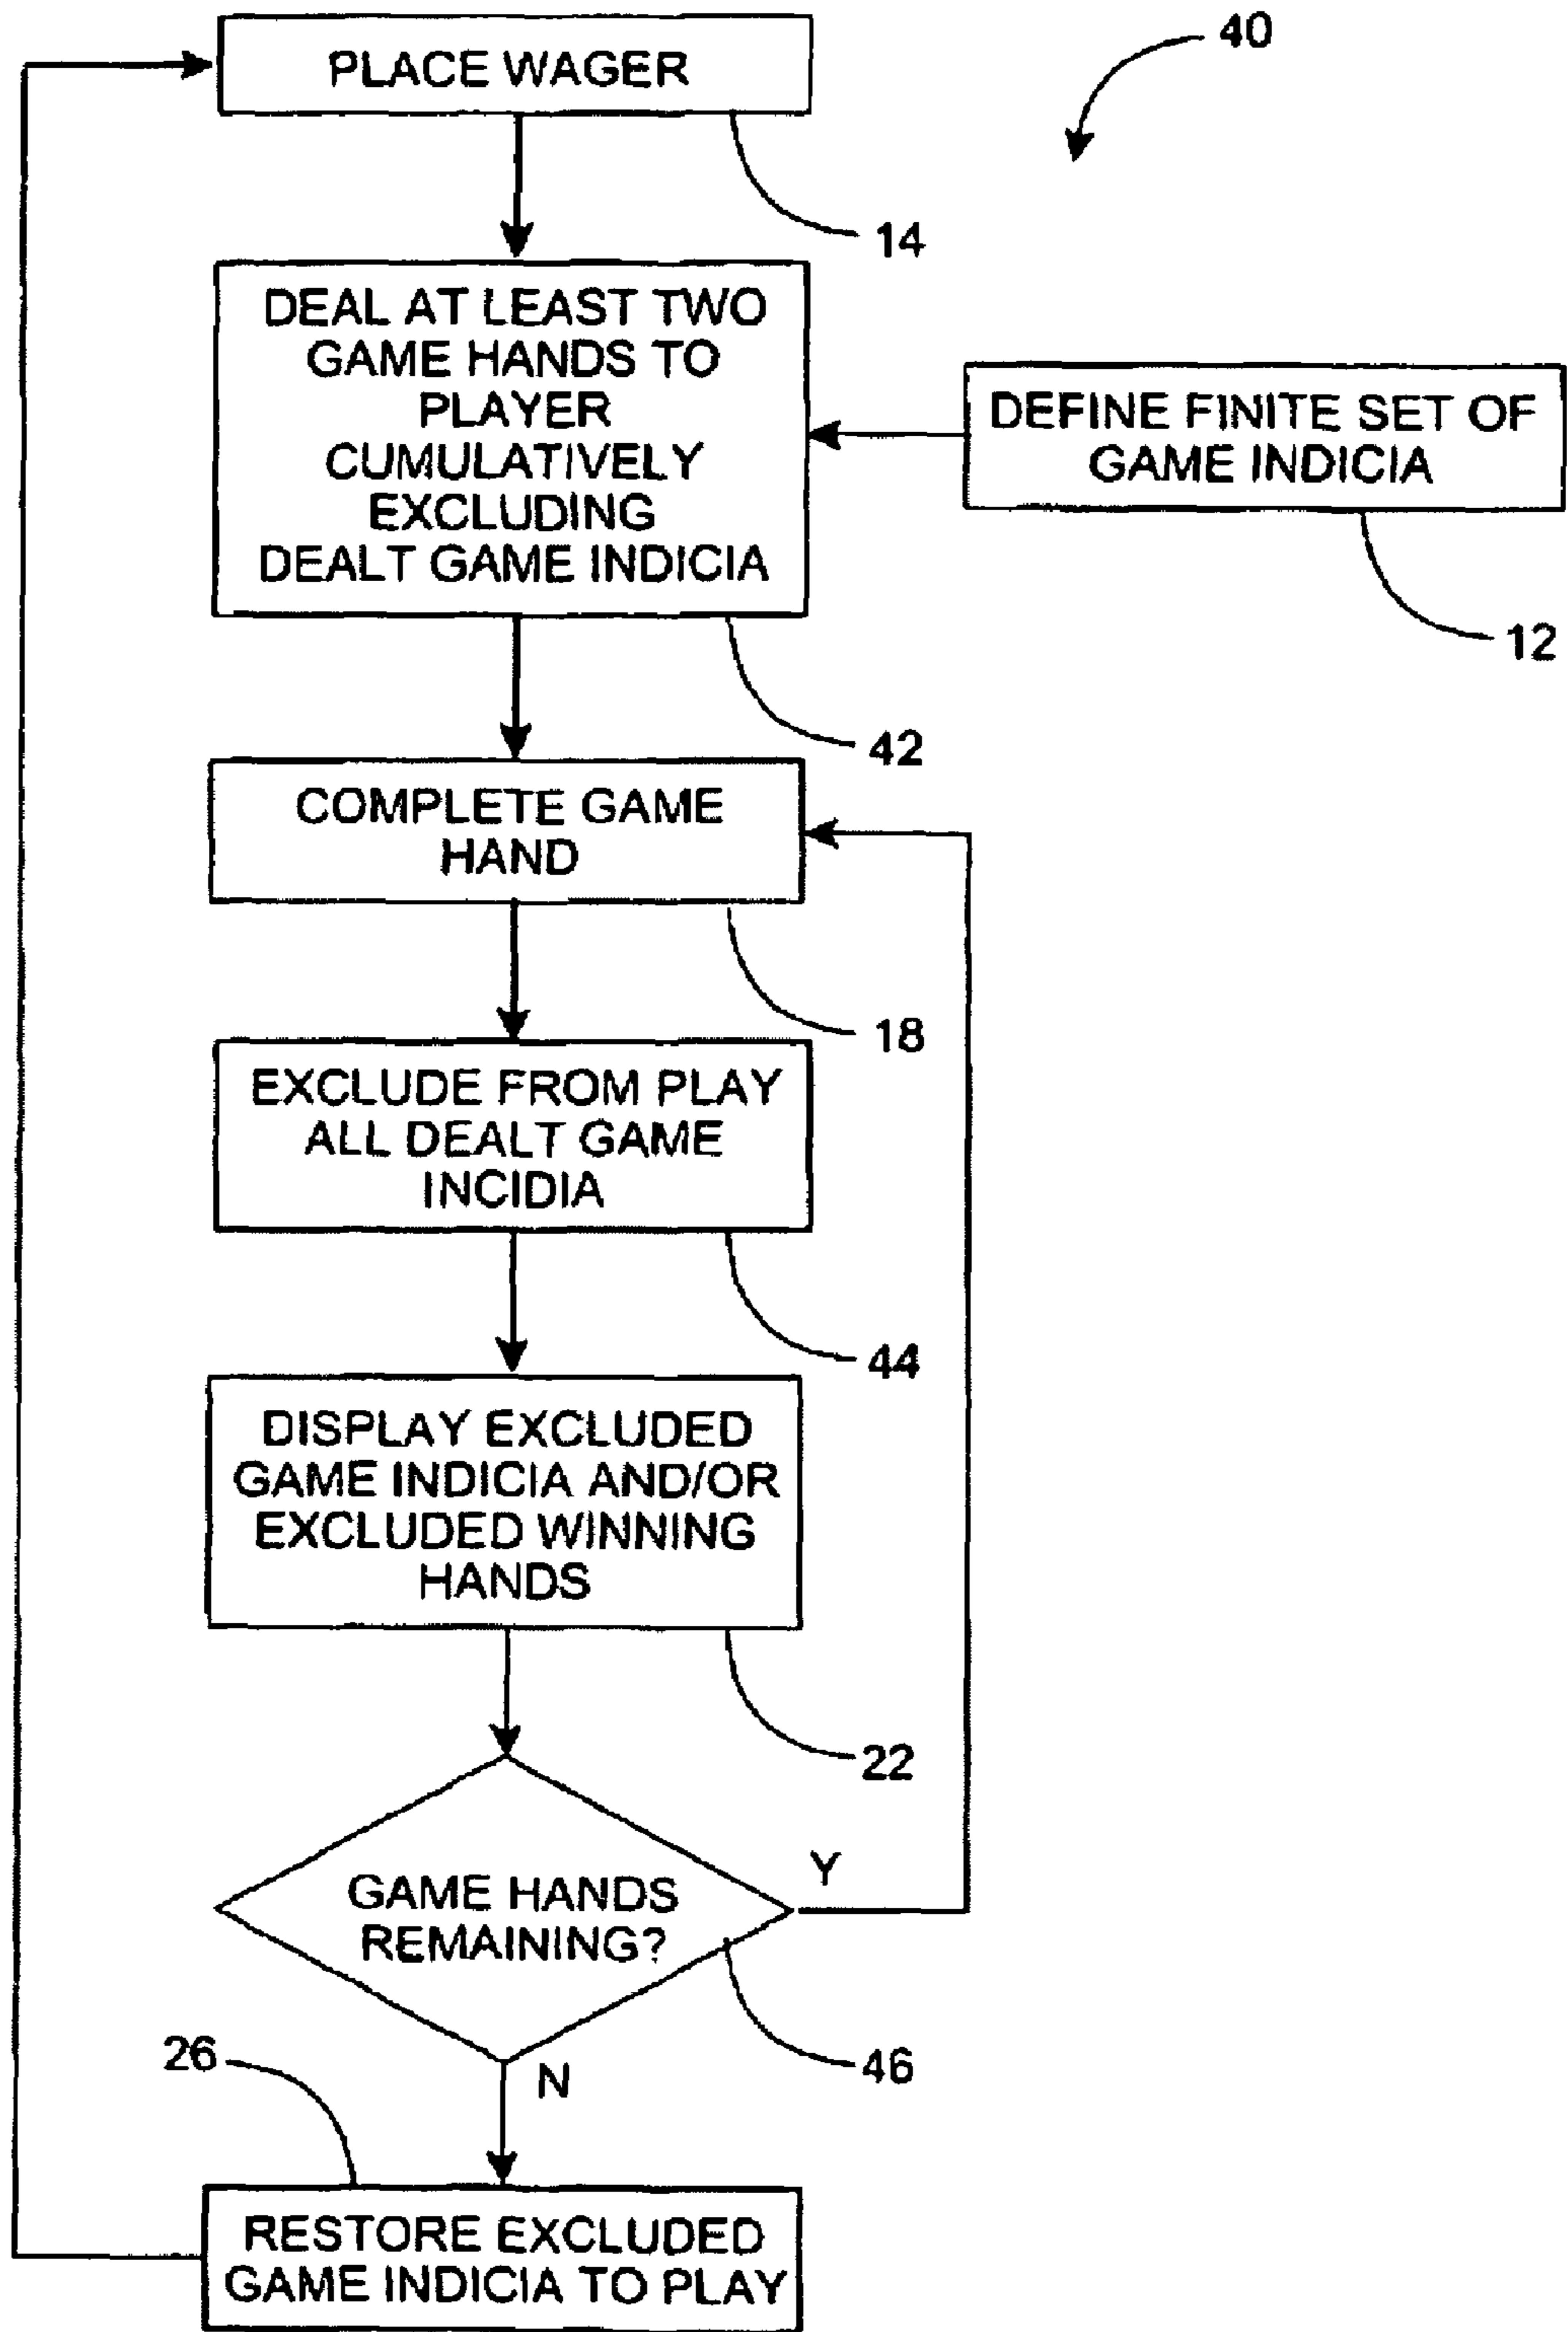 PLACE WAGER
40
14
DEAL AT LEAST TWO
GAME HANDS TO
PLAYER
CUMULATIVELY
EXCLUDING
DEALT GAME INDICIA
DEFINE FINITE SET OF
GAME INDICIA
12
42
COMPLETE GAME
HAND
18
EXCLUDE FROM PLAY
ALL DEALT GAME
INCIDIA
44
DISPLAY EXCLUDED
GAME INDICIA AND/OR
EXCLUDED WINNING
HANDS
22
GAME HANDS
REMAINING?
Y
46
N
26
RESTORE EXCLUDED
GAME INDICIA TO PLAY